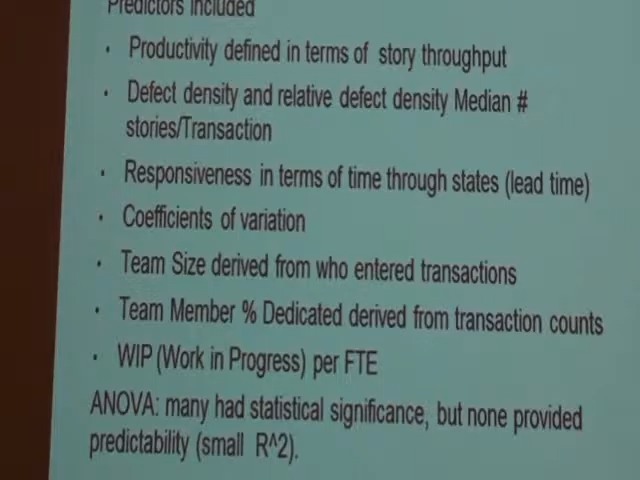 Predictors included
· Productivity defined in terms of story throughput
· Defect density and relative defect density Median #
stories/Transaction
· Responsiveness in terms of time through states (lead time)
· Coefficients of variation
· Team Size derived from who entered transactions
· Team Member % Dedicated derived from transaction counts
· WIP (Work in Progress) per FTE
ANOVA: many had statistical significance, but none provided
predictability (small R^2).